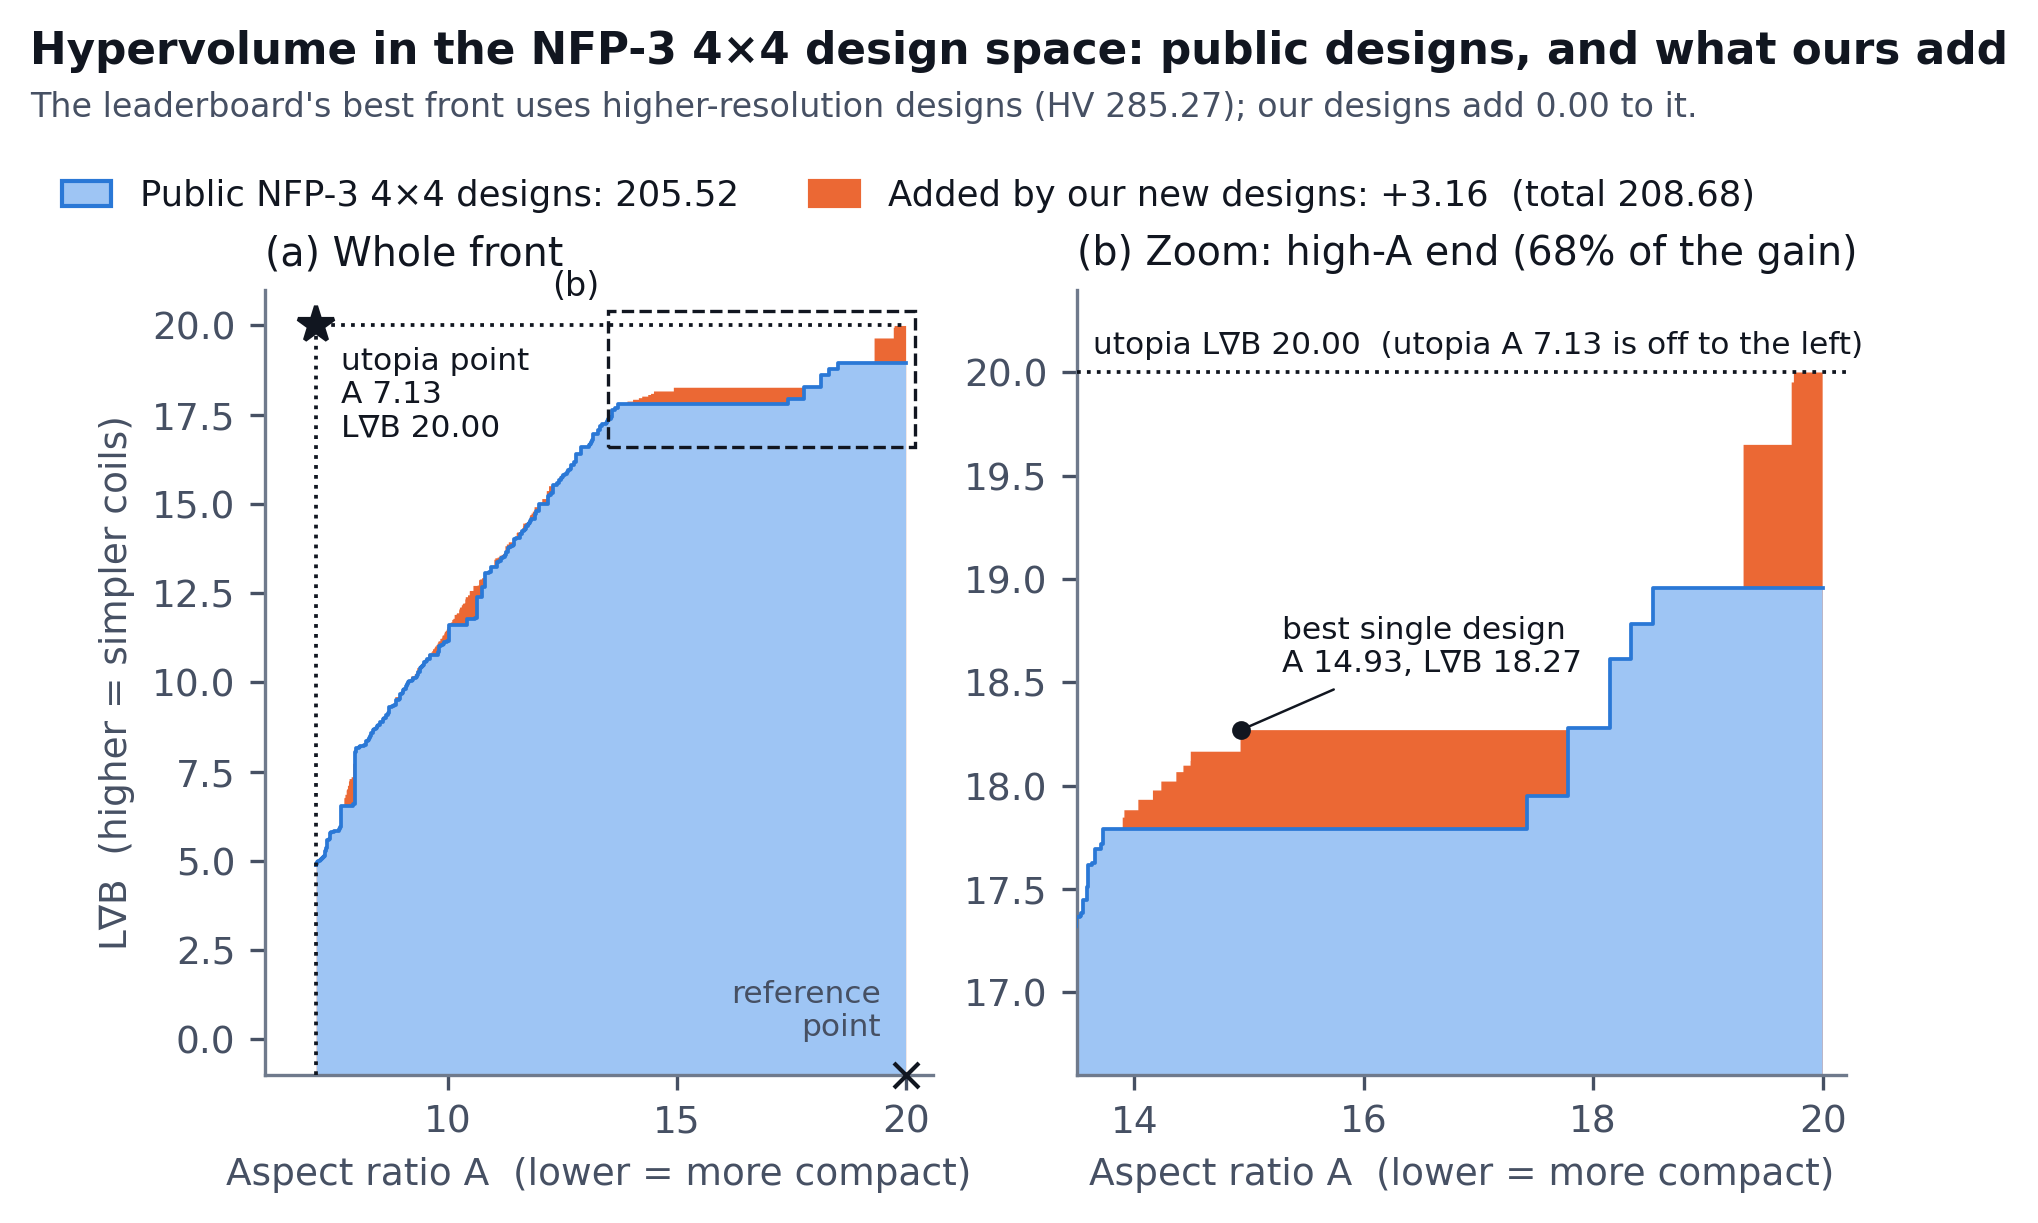 Hypervolume in the NFP-3 4×4 design space: public designs, and what ours add
The leaderboard's best front uses higher-resolution designs (HV 285.27); our designs add 0.00 to it.
Public NFP-3 4×4 designs: 205.52
Added by our new designs: +3.16  (total 208.68)
(a) Whole front
(b)
20.0
17.5
15.0
12.5
10.0
7.5
5.0
2.5
0.0
L∇B  (higher = simpler coils)
utopia point
A 7.13
L∇B 20.00
reference
point
10
15
20
Aspect ratio A  (lower = more compact)
(b) Zoom: high-A end (68% of the gain)
utopia L∇B 20.00  (utopia A 7.13 is off to the left)
20.0
19.5
19.0
18.5
18.0
17.5
17.0
best single design
A 14.93, L∇B 18.27
14
16
18
20
Aspect ratio A  (lower = more compact)